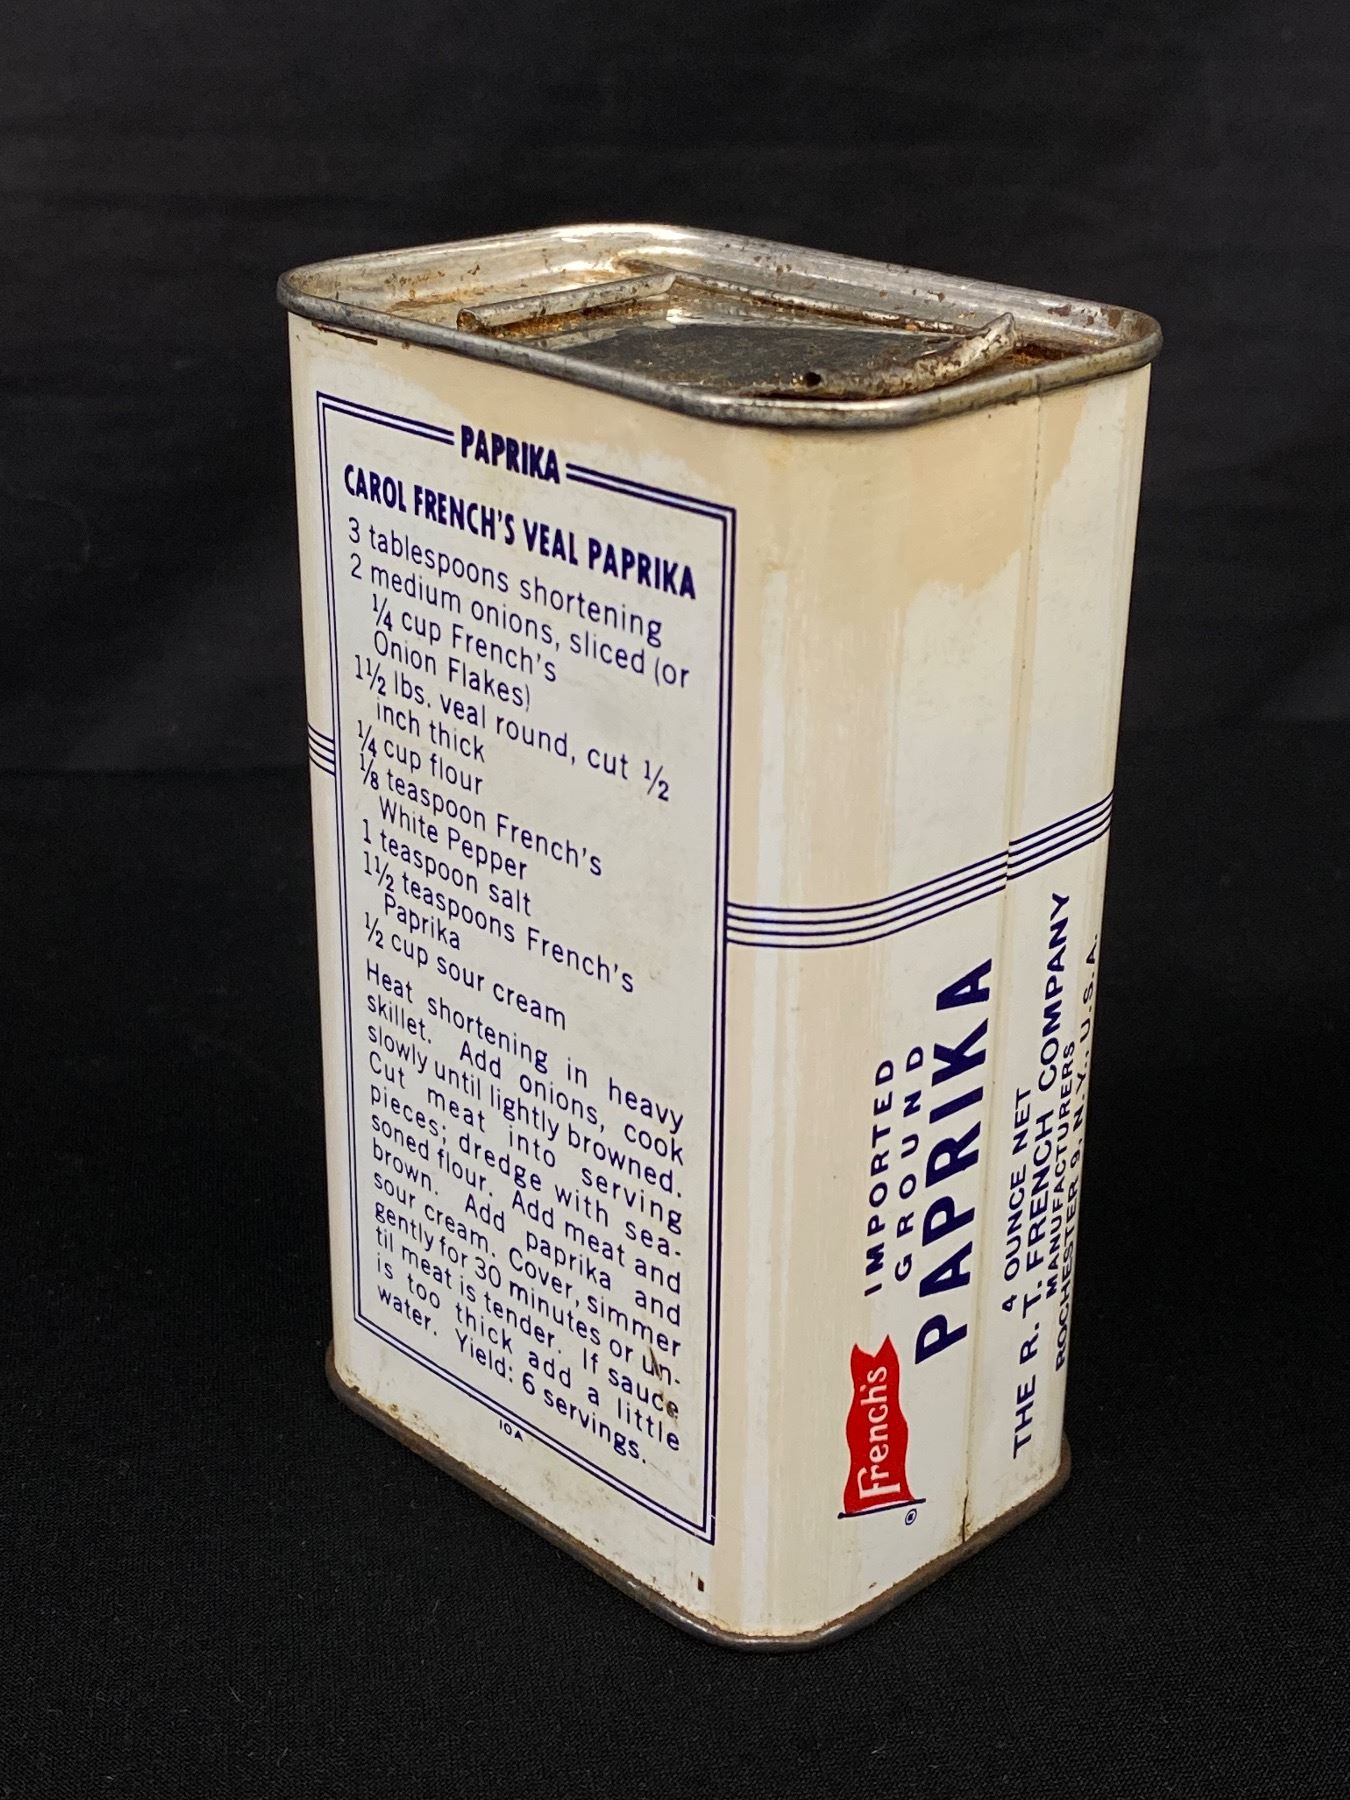 PAPRIKA
CAROL FRENCH'S VEAL PAPRIKA
3 tablespoons shortening
2 medium onions, sliced (or
¼ cup French's
Onion Flakes)
1½ lbs. veal round, cut ½
inch thick
¼ cup flour
⅛ teaspoon French's
White Pepper
1 teaspoon salt
1½ teaspoons French's
Paprika
½ cup sour cream
Heat shortening in heavy
skillet. Add onions, cook
slowly until lightly browned.
Cut meat into serving
pieces; dredge with sea-
soned flour. Add meat and
brown. Add paprika and
sour cream. Cover, simmer
gently for 30 minutes or un-
til meat is tender. If sauce
is too thick add a little
water. Yield: 6 servings.
10A
French's
®
IMPORTED
GROUND
PAPRIKA
4 OUNCE NET
THE R. T. FRENCH COMPANY
MANUFACTURERS
ROCHESTER 9, N.Y., U.S.A.